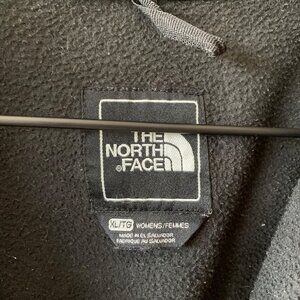 THE
NORTH
®FACE
XL/TG WOMENS/FEMMES
MADE IN EL SALVADOR
FABRIQUE AU SALVADOR